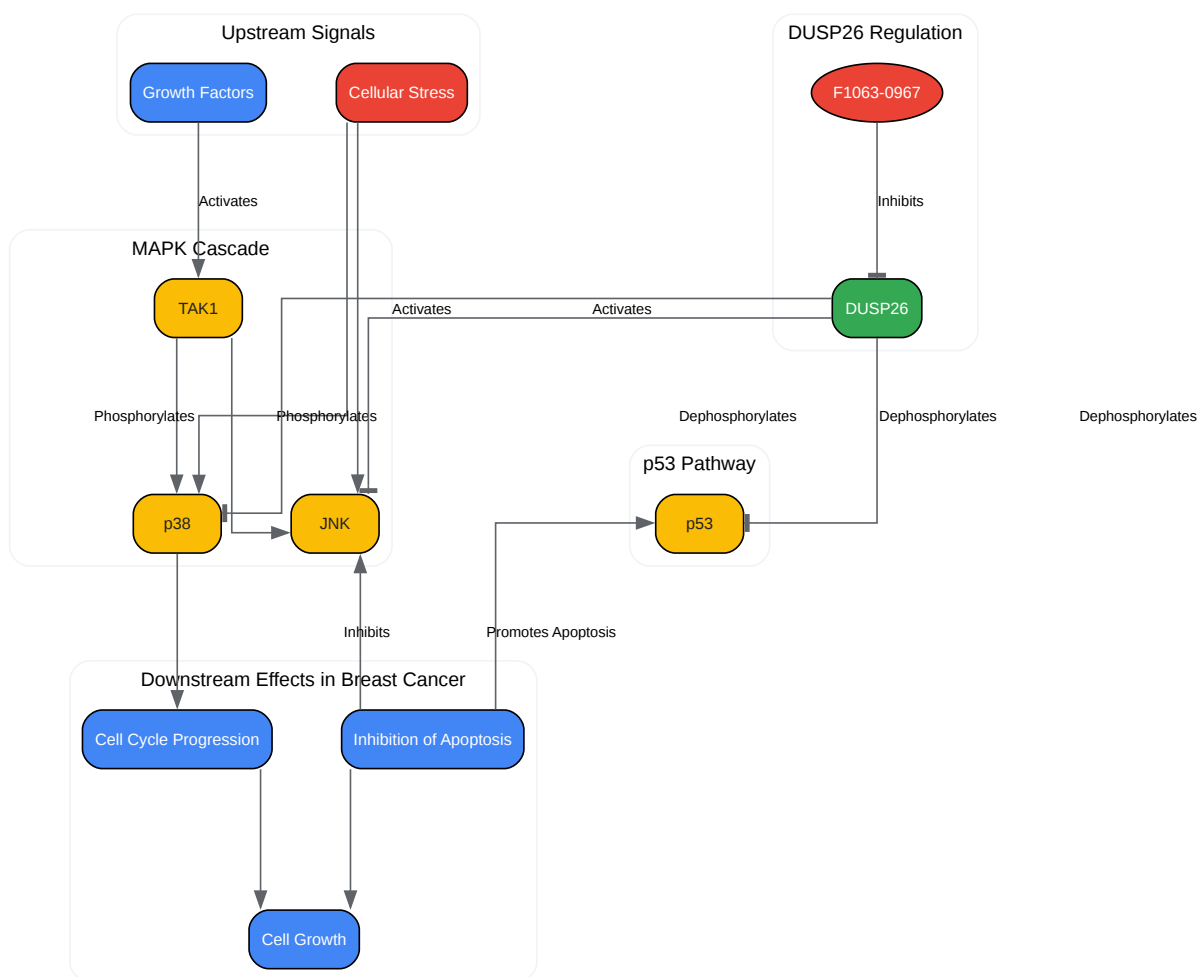 Upstream Signals
DUSP26 Regulation
Growth Factors
Cellular Stress
F1063-0967
Activates
Inhibits
MAPK Cascade
TAK1
Activates
Activates
DUSP26
Phosphorylates
Phosphorylates
Dephosphorylates
Dephosphorylates
Dephosphorylates
p53 Pathway
p38
JNK
p53
Inhibits
Promotes Apoptosis
Downstream Effects in Breast Cancer
Cell Cycle Progression
Inhibition of Apoptosis
Cell Growth